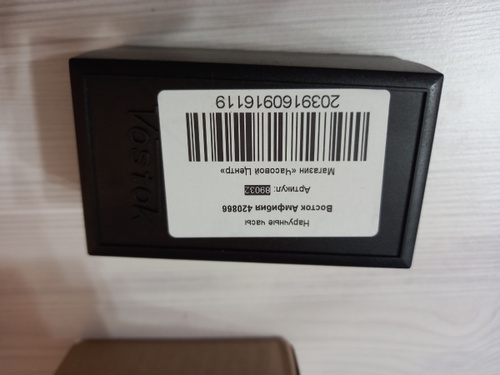 Наручные часы
Восток Амфибия 420866
Артикул: 89032
Магазин «Часовой Центр»
2039160916119
Vostok